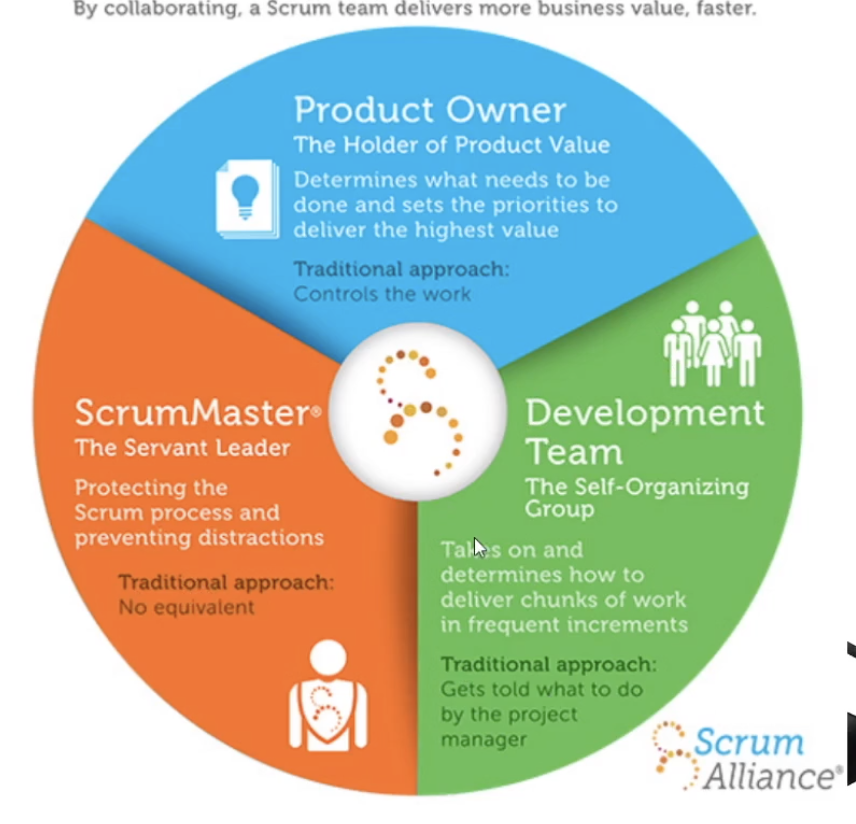 By collaborating, a Scrum team delivers more business value, faster.
Product Owner
The Holder of Product Value
Determines what needs to be
done and sets the priorities to
deliver the highest value
Traditional approach:
Controls the work
ScrumMaster®
The Servant Leader
Protecting the
Scrum process and
preventing distractions
Traditional approach:
No equivalent
Development
Team
The Self-Organizing
Group
Takes on and
determines how to
deliver chunks of work
in frequent increments
Traditional approach:
Gets told what to do
by the project
manager
Scrum
Alliance®